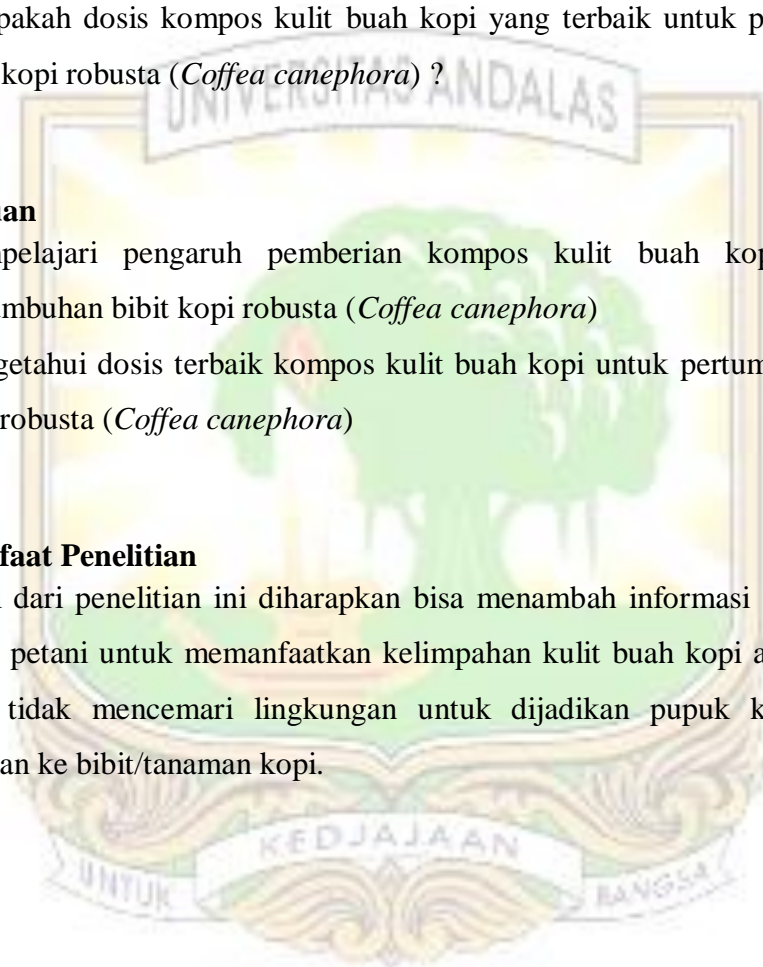 pakah dosis kompos kulit buah kopi yang terbaik untuk p
kopi robusta (Coffea canephora) ?
UNIVERSITAS ANDALAS
uan
pelajari pengaruh pemberian kompos kulit buah kop
mbuhan bibit kopi robusta (Coffea canephora)
getahui dosis terbaik kompos kulit buah kopi untuk pertum
robusta (Coffea canephora)
faat Penelitian
dari penelitian ini diharapkan bisa menambah informasi
petani untuk memanfaatkan kelimpahan kulit buah kopi a
tidak mencemari lingkungan untuk dijadikan pupuk k
an ke bibit/tanaman kopi.
KEDJAJAAN
UNTUK BANGSA